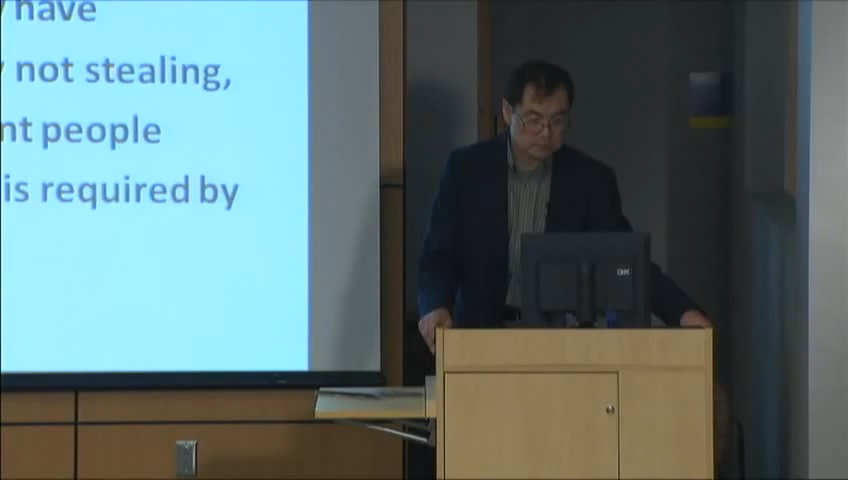 have
not stealing,
nt people
is required by
IBM